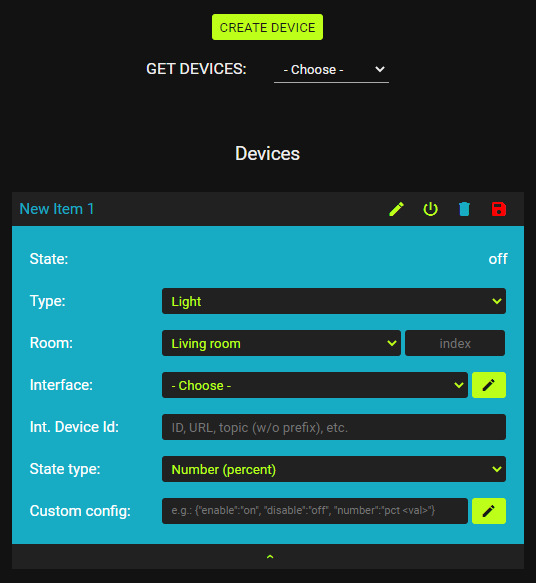 CREATE DEVICE
GET DEVICES: - Choose -
Devices
New Item 1
State: off
Type: Light
Room: Living room index
Interface: - Choose -
Int. Device Id: ID, URL, topic (w/o prefix), etc.
State type: Number (percent)
Custom config: e.g.: {"enable":"on", "disable":"off", "number":"pct <val>"}